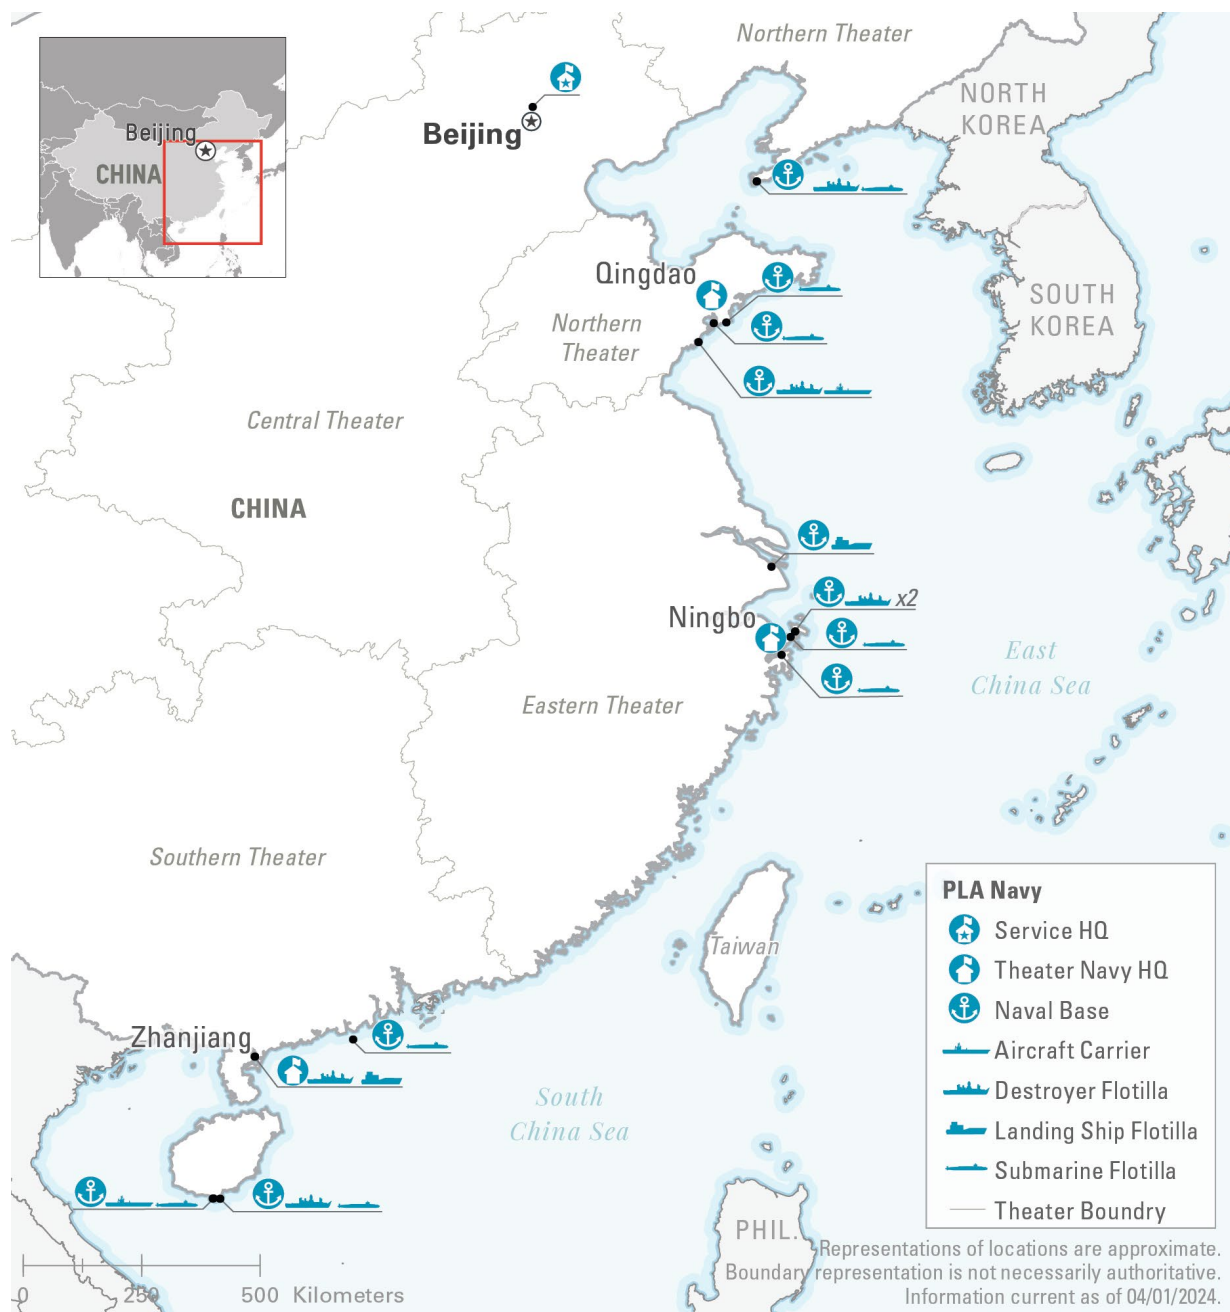 Northern Theater
Beijing
CHINA
Beijing
NORTH
KOREA
Qingdao
SOUTH
KOREA
Northern
Theater
Central Theater
CHINA
x2
Ningbo
East
China Sea
Eastern Theater
Southern Theater
Taiwan
Zhanjiang
South
China Sea
PHIL.
PLA Navy
Service HQ
Theater Navy HQ
Naval Base
Aircraft Carrier
Destroyer Flotilla
Landing Ship Flotilla
Submarine Flotilla
Theater Boundry
0 250 500 Kilometers
Representations of locations are approximate.
Boundary representation is not necessarily authoritative.
Information current as of 04/01/2024.